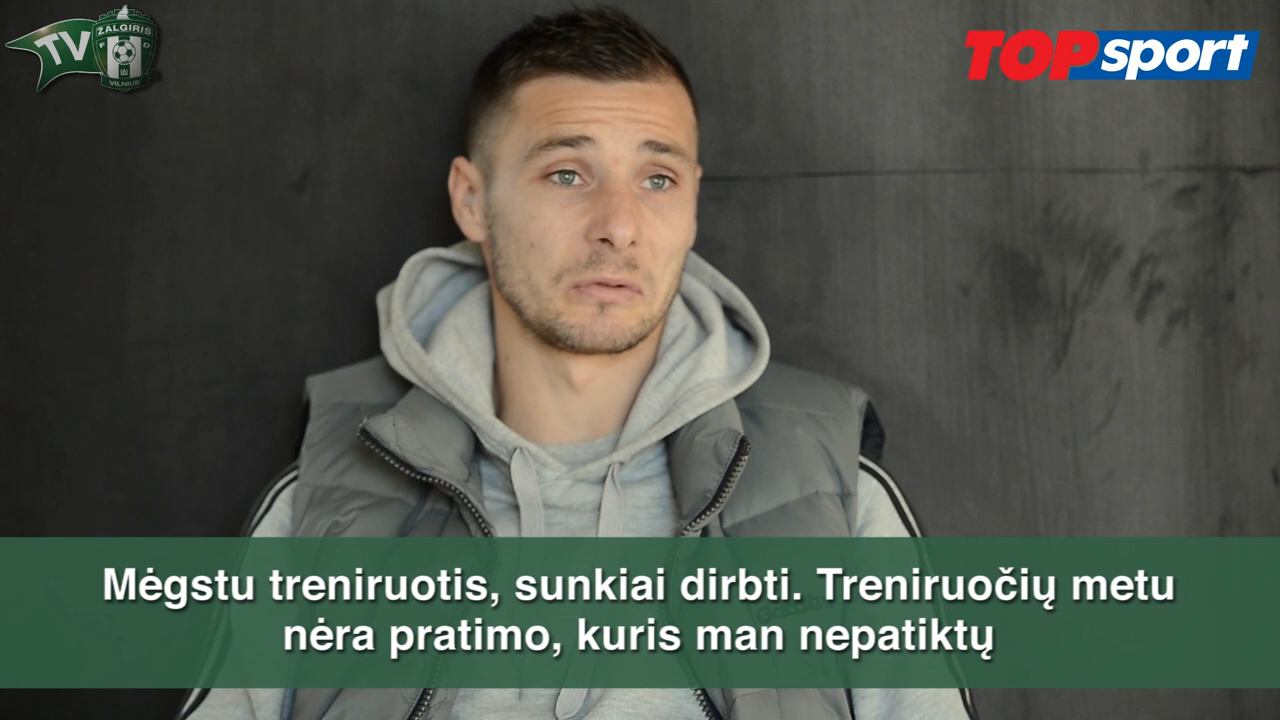 TV
ŽALGIRIS
F D
VILNIUS
TOPsport
Mėgstu treniruotis, sunkiai dirbti. Treniruočių metu
nėra pratimo, kuris man nepatiktų